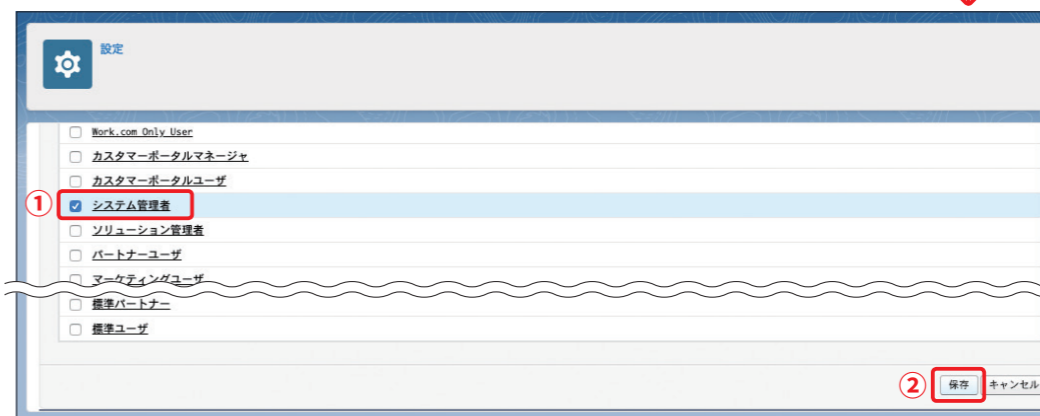 設定
Work.com Only User
カスタマーポータルマネージャ
カスタマーポータルユーザ
① システム管理者
ソリューション管理者
パートナーユーザ
マーケティングユーザ
標準パートナー
標準ユーザ
② 保存 キャンセル